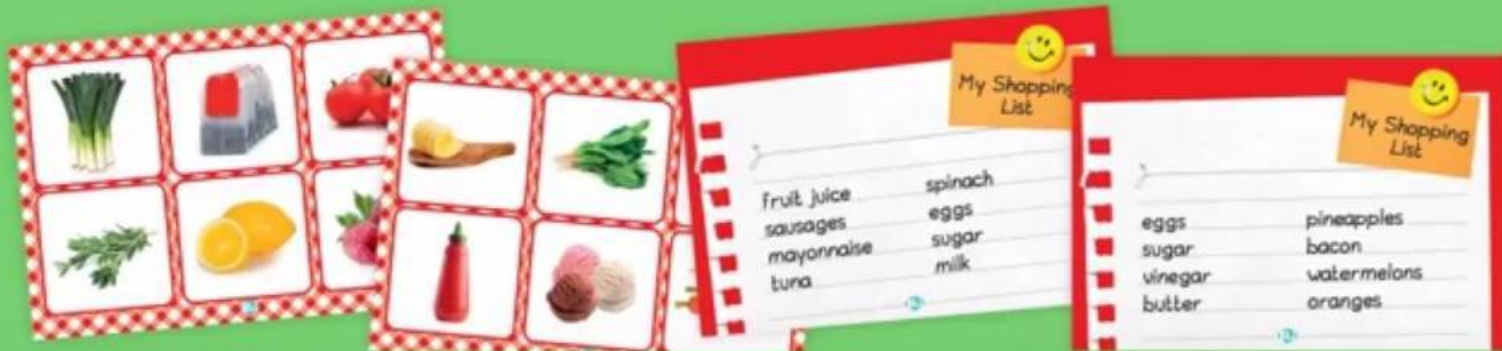 My Shopping
List
fruit juice spinach
sausages eggs
mayonnaise sugar
tuna milk
My Shopping
List
eggs pineapples
sugar bacon
vinegar watermelons
butter oranges